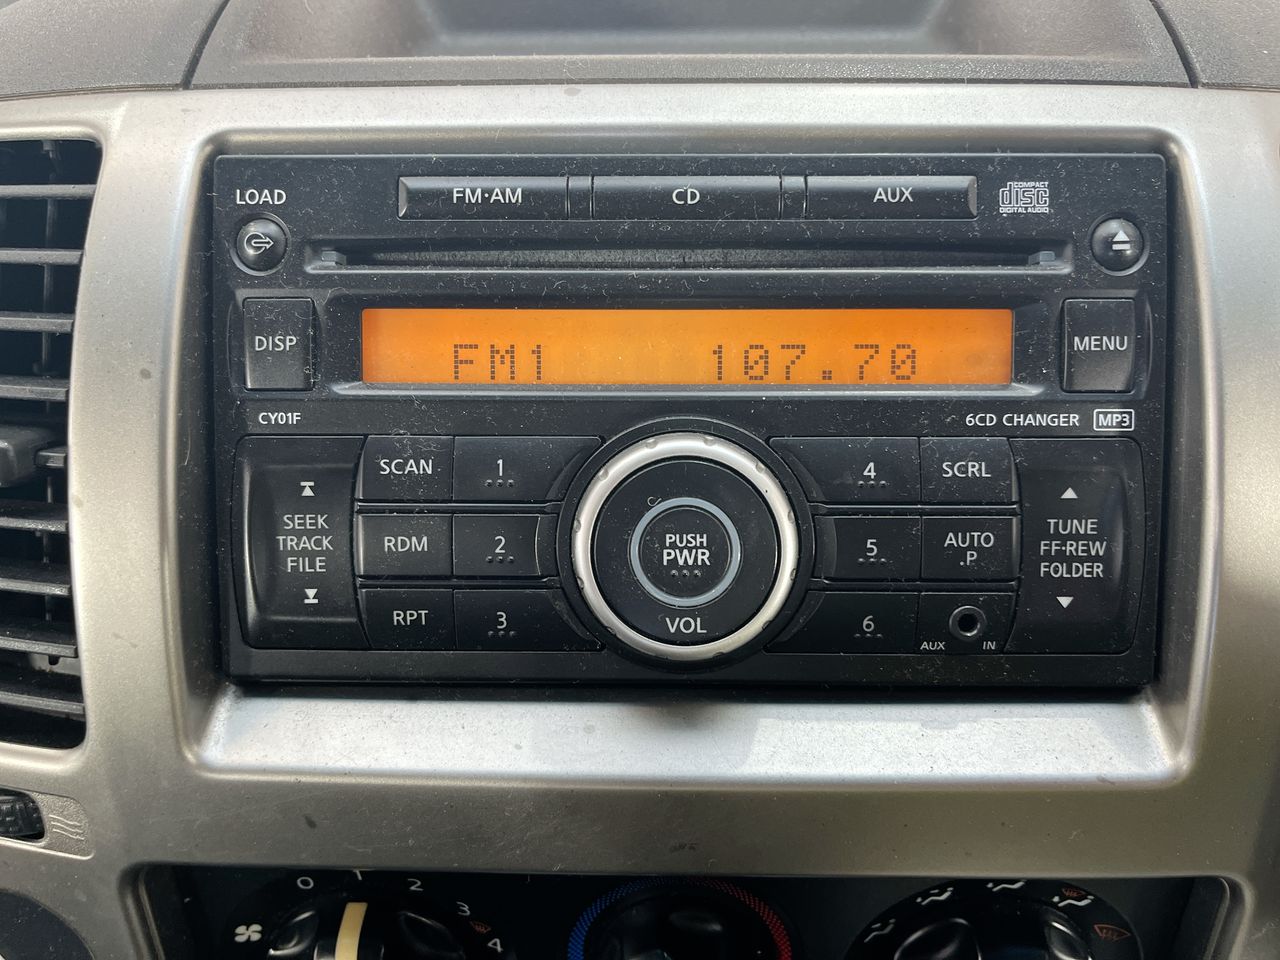 LOAD
FM·AM
CD
AUX
COMPACT
disc
DIGITAL AUDIO
DISP
FM1 107.70
MENU
CY01F
6CD CHANGER MP3
SEEK
TRACK
FILE
SCAN
1
RDM
2
RPT
3
PUSH
PWR
VOL
4
SCRL
5
AUTO
.P
6
AUX IN
TUNE
FF·REW
FOLDER
0 1 2 3 4